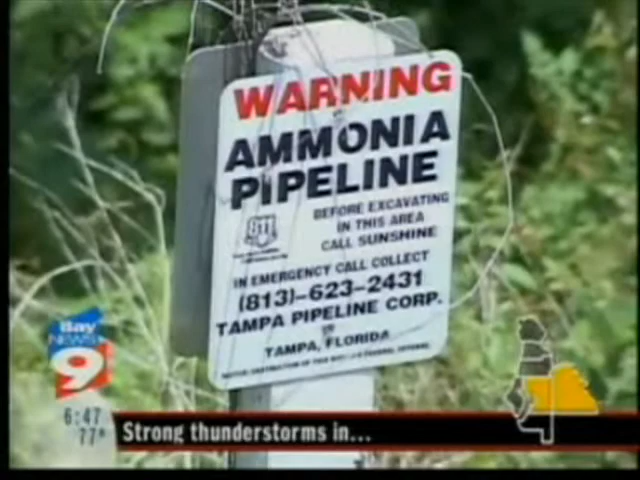 WARNING
AMMONIA
PIPELINE
811
BEFORE EXCAVATING
IN THIS AREA
CALL SUNSHINE
IN EMERGENCY CALL COLLECT
(813)-623-2431
TAMPA PIPELINE CORP.
TAMPA, FLORIDA
Bay
NEWS
9
6:47
77°
Strong thunderstorms in...